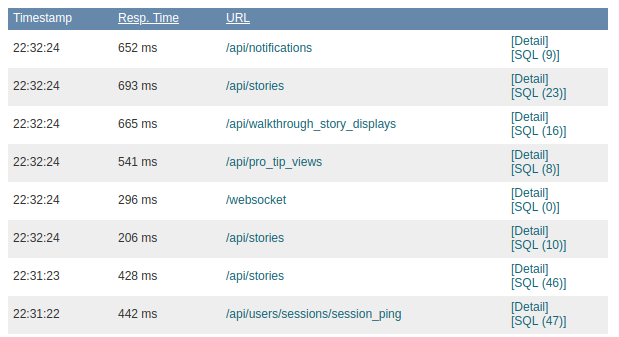 Timestamp Resp. Time URL
22:32:24 652 ms /api/notifications [Detail]
[SQL (9)]
22:32:24 693 ms /api/stories [Detail]
[SQL (23)]
22:32:24 665 ms /api/walkthrough_story_displays [Detail]
[SQL (16)]
22:32:24 541 ms /api/pro_tip_views [Detail]
[SQL (8)]
22:32:24 296 ms /websocket [Detail]
[SQL (0)]
22:32:24 206 ms /api/stories [Detail]
[SQL (10)]
22:31:23 428 ms /api/stories [Detail]
[SQL (46)]
22:31:22 442 ms /api/users/sessions/session_ping [Detail]
[SQL (47)]